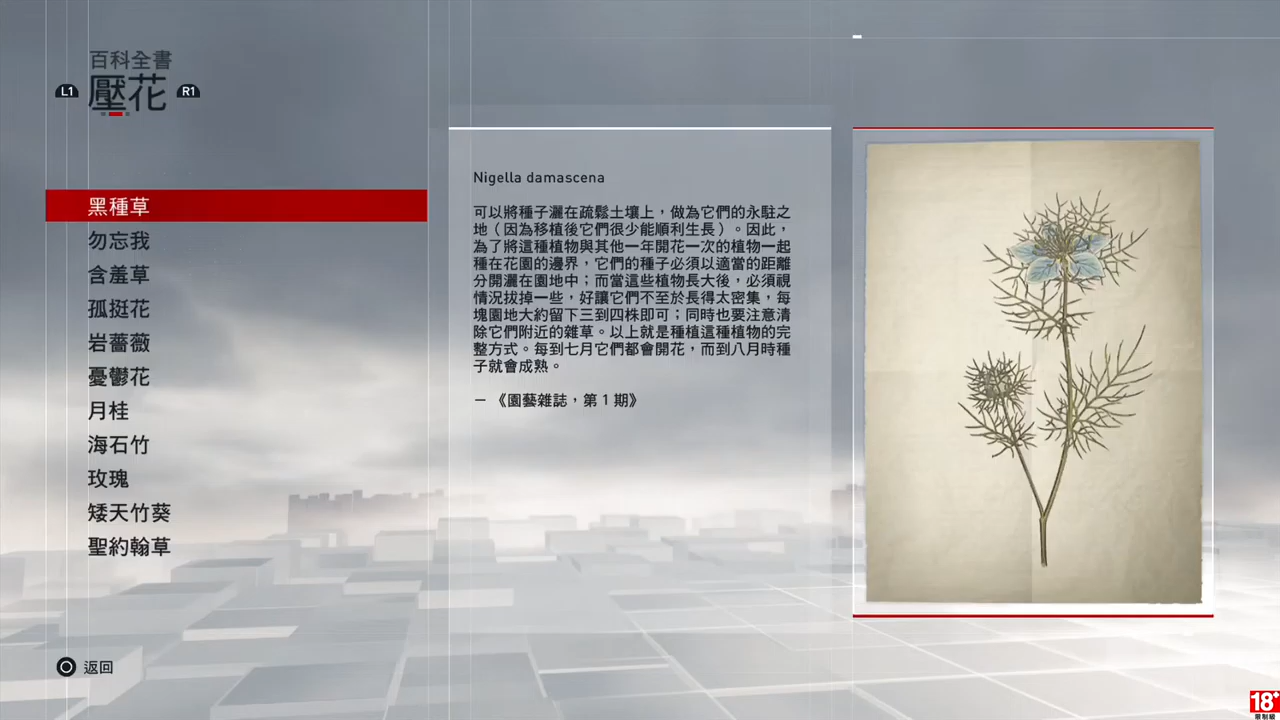 百科全書
L1 壓花 R1
黑種草
勿忘我
含羞草
孤挺花
岩薔薇
憂鬱花
月桂
海石竹
玫瑰
矮天竹葵
聖約翰草
返回
Nigella damascena
可以將種子灑在疏鬆土壤上，做為它們的永駐之
地（因為移植後它們很少能順利生長）。因此，
為了將這種植物與其他一年開花一次的植物一起
種在花園的邊界，它們的種子必須以適當的距離
分開灑在園地中；而當這些植物長大後，必須視
情況拔掉一些，好讓它們不至於長得太密集，每
塊園地大約留下三到四株即可；同時也要注意清
除它們附近的雜草。以上就是種植這種植物的完
整方式。每到七月它們都會開花，而到八月時種
子就會成熟。
— 《園藝雜誌，第 1 期》
18+
限制級